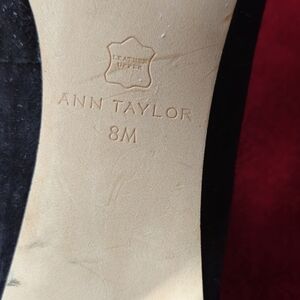 LEATHER
UPPER
ANN TAYLOR
8M